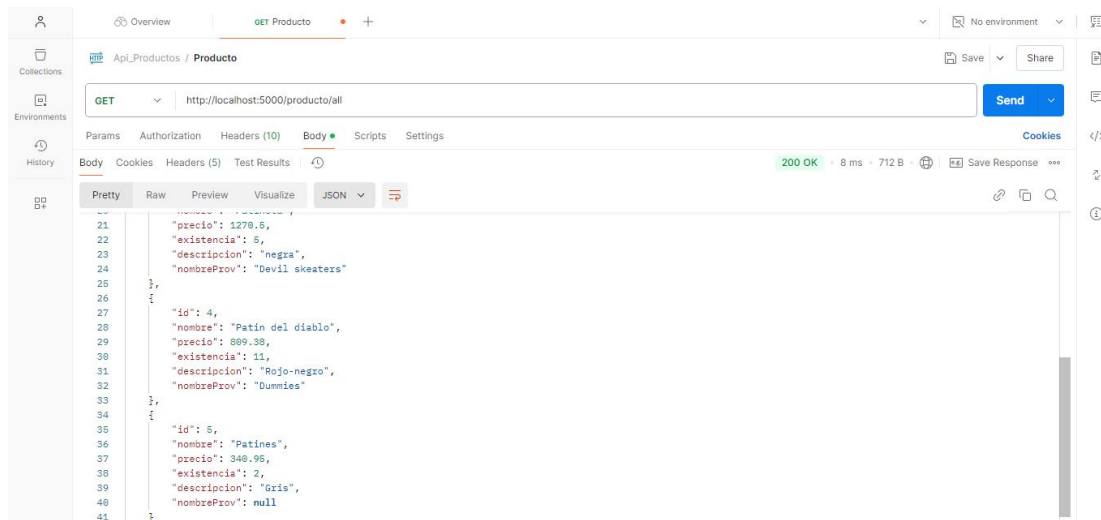 Overview
GET Producto
No environment
Collections
Environments
History
HTTP Api_Productos / Producto
Save
Share
GET http://localhost:5000/producto/all
Send
Params Authorization Headers (10) Body Scripts Settings
Cookies
Body Cookies Headers (5) Test Results
200 OK 8 ms 712 B Save Response
Pretty Raw Preview Visualize JSON
21 "precio": 1270.5,
22 "existencia": 5,
23 "descripcion": "negra",
24 "nombreProv": "Devil skeaters"
25 },
26 {
27 "id": 4,
28 "nombre": "Patin del diablo",
29 "precio": 809.38,
30 "existencia": 11,
31 "descripcion": "Rojo-negro",
32 "nombreProv": "Dummies"
33 },
34 {
35 "id": 5,
36 "nombre": "Patines",
37 "precio": 340.95,
38 "existencia": 2,
39 "descripcion": "Gris",
40 "nombreProv": null
41 }